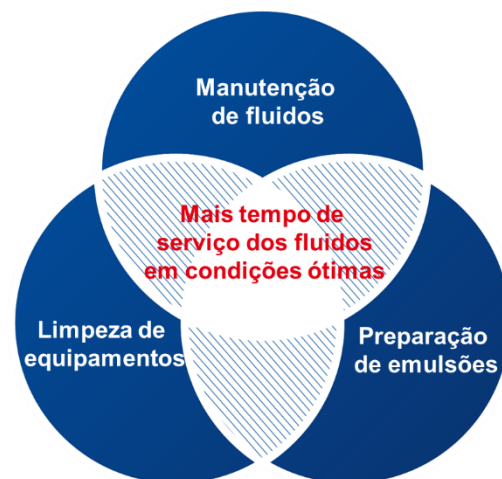 Manutenção
de fluidos
Mais tempo de
serviço dos fluidos
em condições ótimas
Limpeza de
equipamentos
Preparação
de emulsões